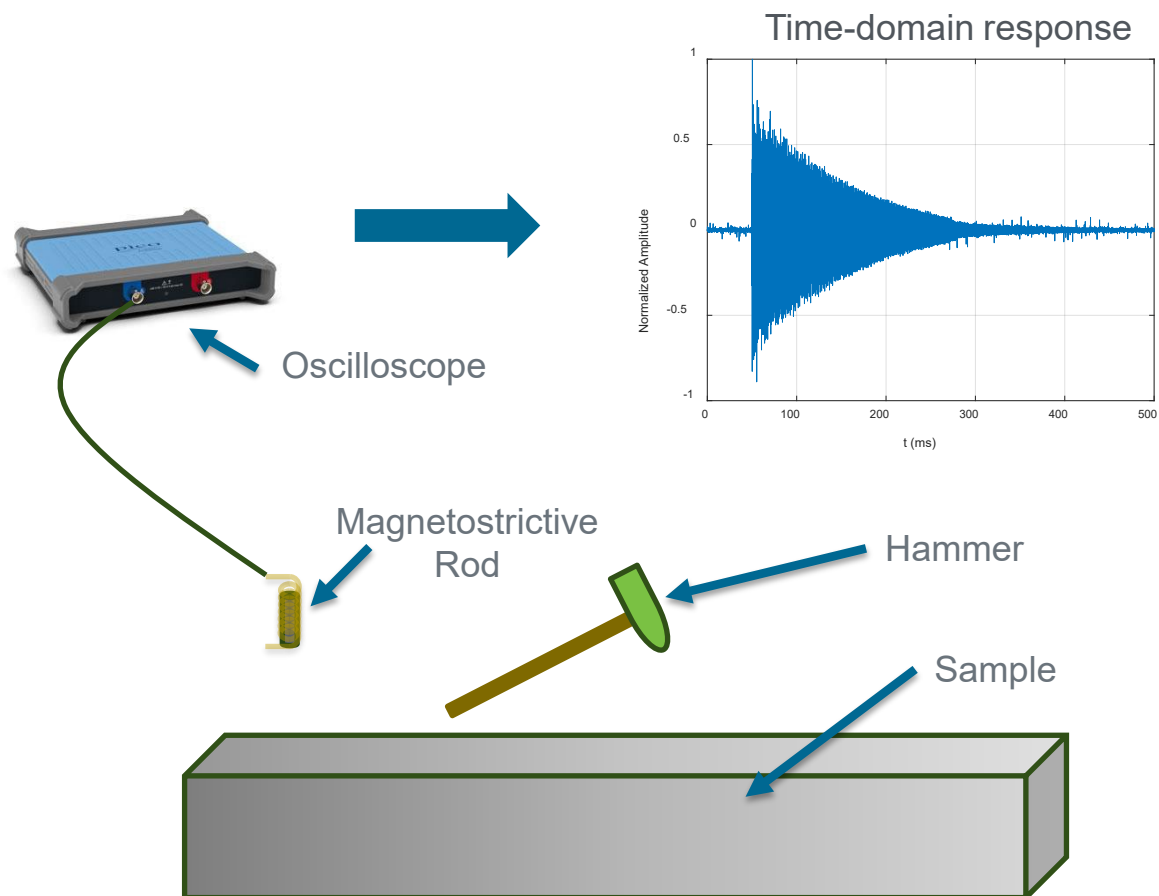 Time-domain response
1
0.5
0
-0.5
-1
Normalized Amplitude
0
100
200
300
400
500
t (ms)
pico
Oscilloscope
Magnetostrictive
Rod
Hammer
Sample